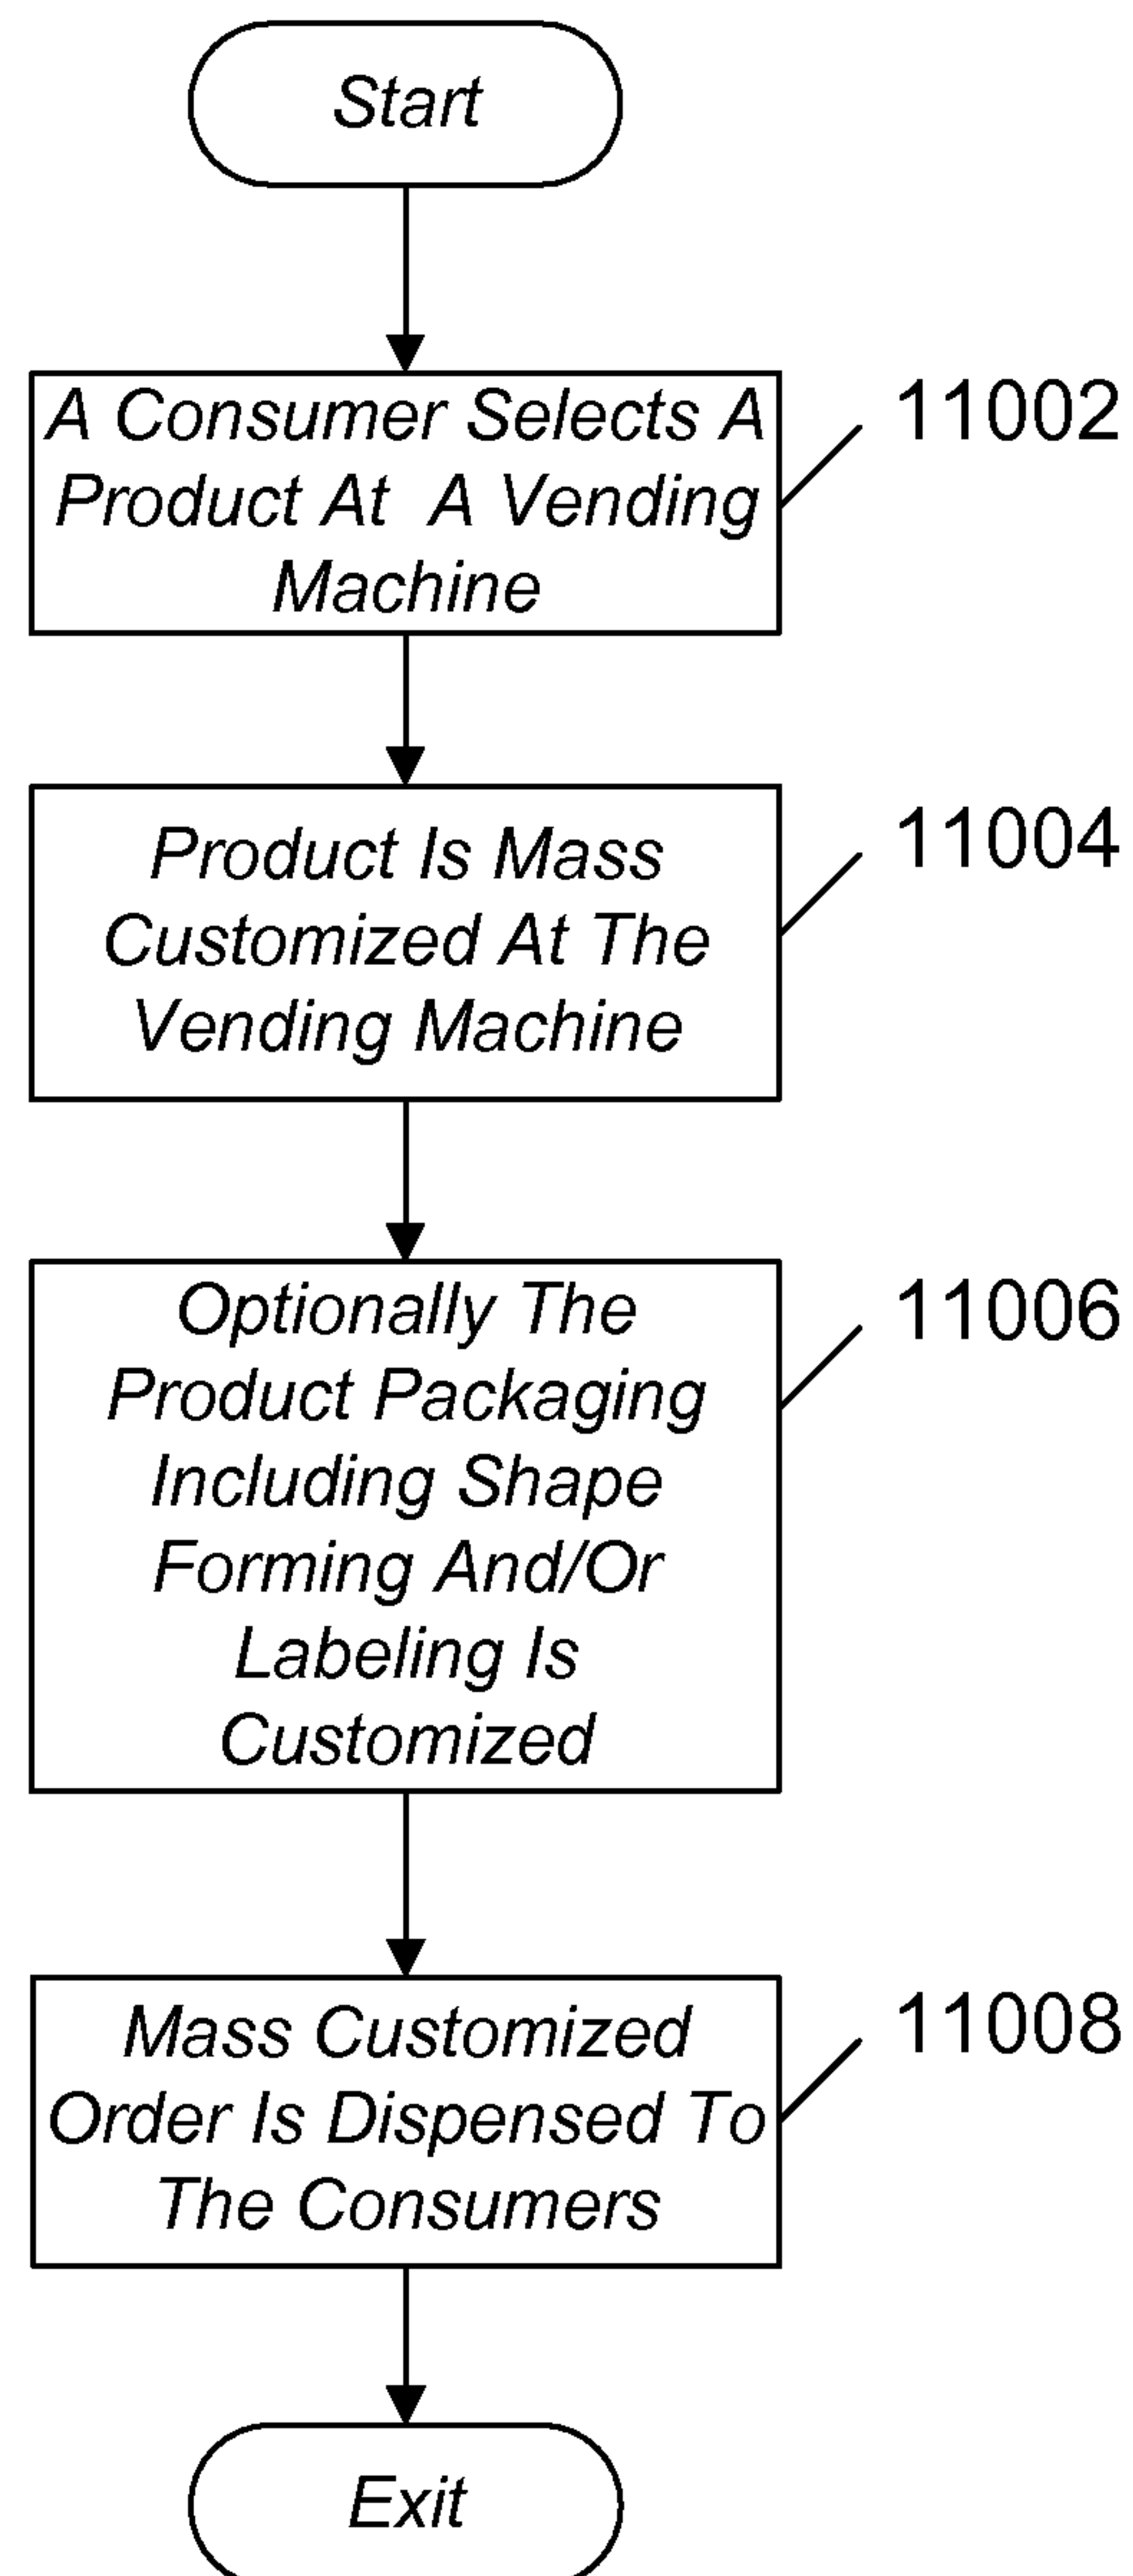 Start
A Consumer Selects A
Product At A Vending
Machine
11002
Product Is Mass
Customized At The
Vending Machine
11004
Optionally The
Product Packaging
Including Shape
Forming And/Or
Labeling Is
Customized
11006
Mass Customized
Order Is Dispensed To
The Consumers
11008
Exit